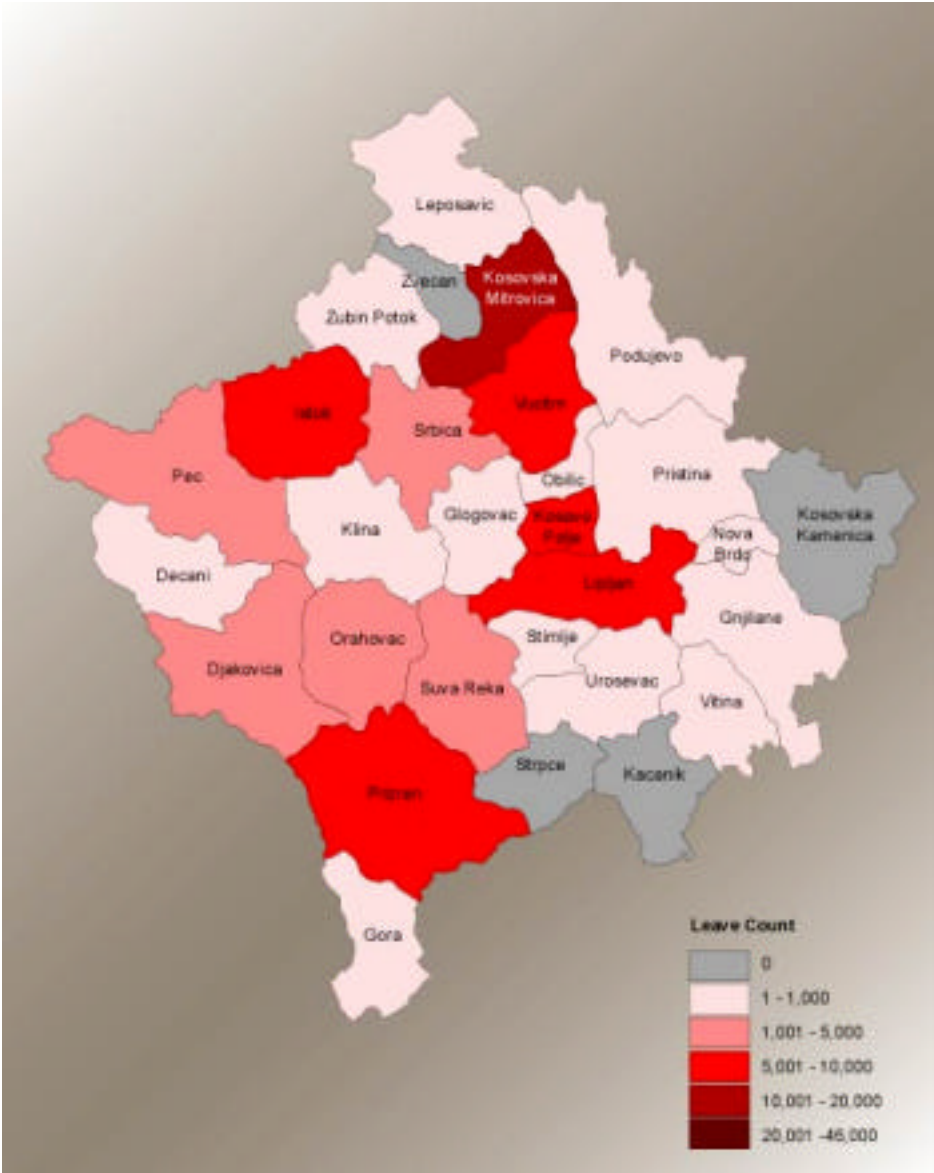 Leposavic
Zvecan
Kosovska
Mitrovica
Zubin Potok
Podujevo
Istok
Vucitrn
Srbica
Pec
Obilic
Pristina
Glogovac
Klina
Kosovo
Polje
Kosovska
Kamenica
Nova
Brdo
Decani
Lipljan
Gnjilane
Orahovac
Stimlje
Djakovica
Suva Reka
Urosevac
Vitina
Strpce
Kacanik
Prizren
Gora
Leave Count
0
1 - 1,000
1,001 - 5,000
5,001 - 10,000
10,001 - 20,000
20,001 -45,000